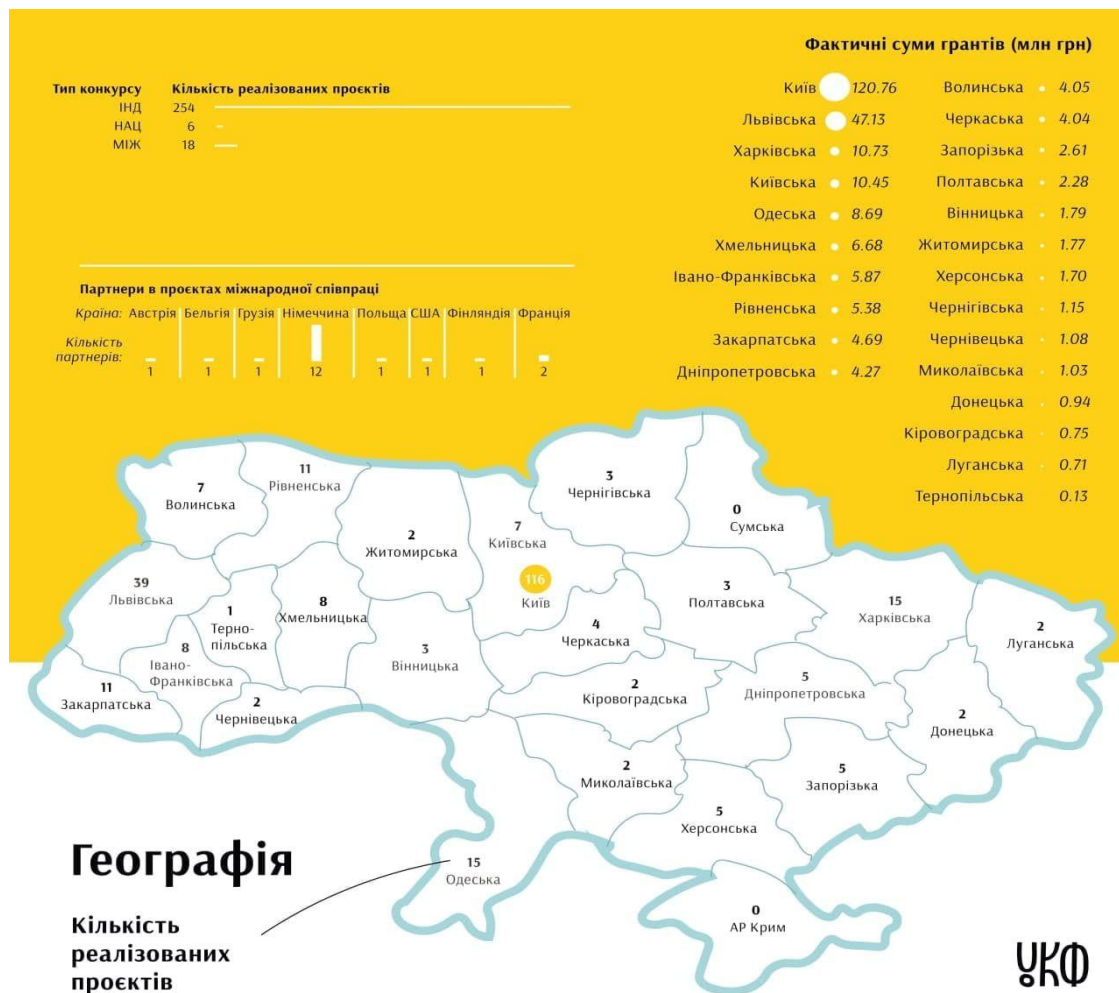 Фактичні суми грантів (млн грн)
Тип конкурсу Кількість реалізованих проєктів
ІНД 254
НАЦ 6
МІЖ 18
Київ 120.76
Львівська 47.13
Харківська 10.73
Київська 10.45
Одеська 8.69
Хмельницька 6.68
Івано-Франківська 5.87
Рівненська 5.38
Закарпатська 4.69
Дніпропетровська 4.27
Волинська 4.05
Черкаська 4.04
Запорізька 2.61
Полтавська 2.28
Вінницька 1.79
Житомирська 1.77
Херсонська 1.70
Чернігівська 1.15
Чернівецька 1.08
Миколаївська 1.03
Донецька 0.94
Кіровоградська 0.75
Луганська 0.71
Тернопільська 0.13
Партнери в проєктах міжнародної співпраці
Країна: Австрія Бельгія Грузія Німеччина Польща США Фінляндія Франція
Кількість
партнерів:
1 1 1 12 1 1 1 2
7
Волинська
11
Рівненська
2
Житомирська
7
Київська
116
Київ
3
Чернігівська
0
Сумська
39
Львівська
1
Терно-
пільська
8
Хмельницька
3
Вінницька
4
Черкаська
3
Полтавська
15
Харківська
2
Луганська
8
Івано-
Франківська
11
Закарпатська
2
Чернівецька
2
Кіровоградська
5
Дніпропетровська
2
Донецька
2
Миколаївська
5
Запорізька
5
Херсонська
15
Одеська
0
АР Крим
Географія
Кількість
реалізованих
проєктів
УКФ